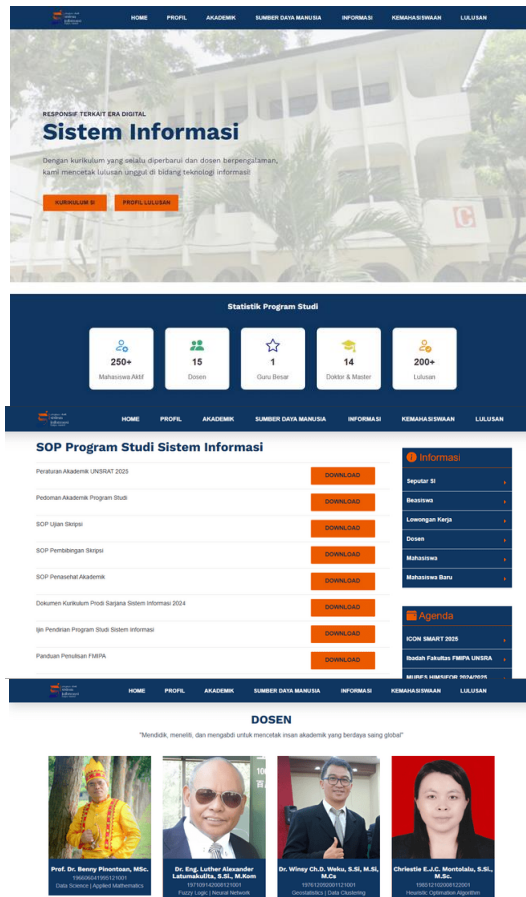 HOME PROFIL AKADEMIK SUMBER DAYA MANUSIA INFORMASI KEMAHASISWAAN LULUSAN
RESPONSIF TERKAIT ERA DIGITAL
Sistem Informasi
Dengan kurikulum yang selalu diperbarui dan dosen berpengalaman,
kami mencetak lulusan unggul di bidang teknologi informasi!
KURIKULUM SI PROFIL LULUSAN
Statistik Program Studi
250+ 15 1 14 200+
Mahasiswa Aktif Dosen Guru Besar Doktor & Master Lulusan
HOME PROFIL AKADEMIK SUMBER DAYA MANUSIA INFORMASI KEMAHASISWAAN LULUSAN
SOP Program Studi Sistem Informasi
Peraturan Akademik UNSRAT 2025 DOWNLOAD
Pedoman Akademik Program Studi DOWNLOAD
SOP Ujian Skripsi DOWNLOAD
SOP Pembibingan Skripsi DOWNLOAD
SOP Penasehat Akademik DOWNLOAD
Dokumen Kurikulum Prodi Sarjana Sistem Informasi 2024 DOWNLOAD
Ijin Pendirian Program Studi Sistem Informasi DOWNLOAD
Panduan Penulisan FMIPA DOWNLOAD
Informasi
Seputar SI
Beasiswa
Lowongan Kerja
Dosen
Mahasiswa
Mahasiswa Baru
Agenda
ICON SMART 2025
Ibadah Fakultas FMIPA UNSRA
MUBES HIMSIFOR 2024/2025
HOME PROFIL AKADEMIK SUMBER DAYA MANUSIA INFORMASI KEMAHASISWAAN LULUSAN
DOSEN
"Mendidik, meneliti, dan mengabdi untuk mencetak insan akademik yang berdaya saing global"
Prof. Dr. Benny Pinontoan, MSc.
196606041995121001
Data Science | Applied Mathematics
Dr. Eng. Luther Alexander
Latumakulita, S.Si., M.Kom
197109142008121001
Fuzzy Logic | Neural Network
Dr. Winsy Ch.D. Weku, S.Si, M.Si,
M.Cs
197612092001121001
Geostatistics | Data Clustering
Chriestie E.J.C. Montolalu, S.Si.,
M.Sc.
198512102008122001
Heuristic Optimation Algorithm